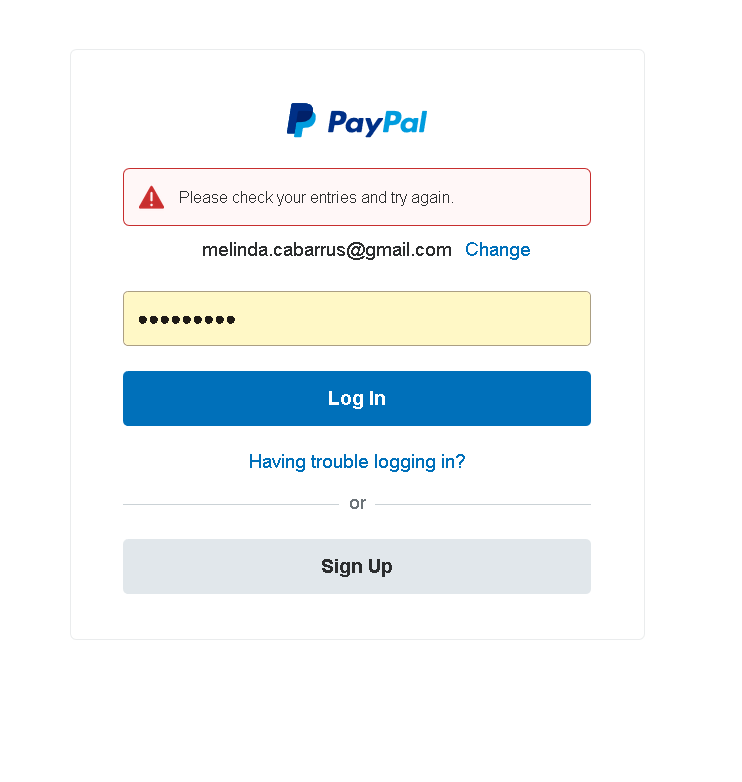 PayPal
Please check your entries and try again.
melinda.cabarrus@gmail.com Change
•••••••••
Log In
Having trouble logging in?
or
Sign Up